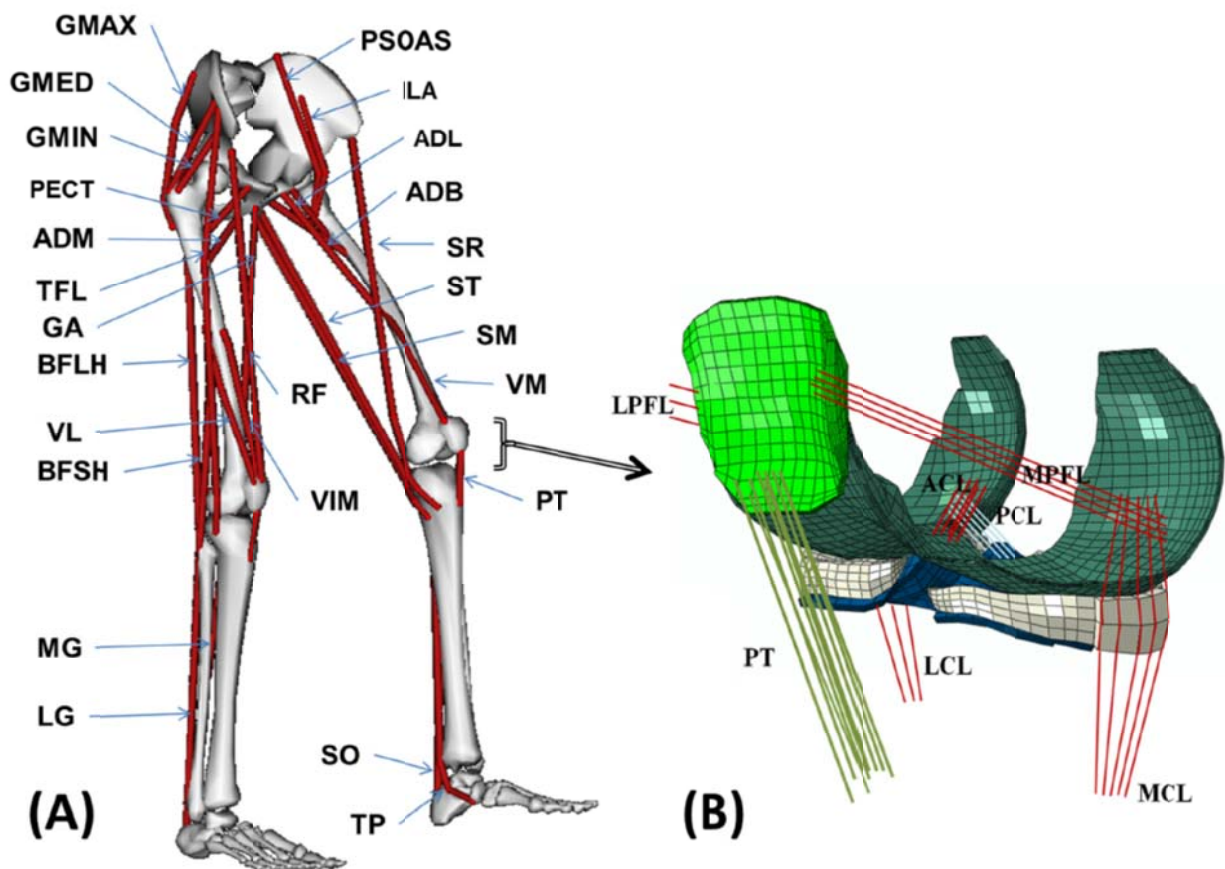 GMAX
GMED
GMIN
PECT
ADM
TFL
GA
BFLH
VL
BFSH
MG
LG
(A)
PSOAS
ILA
ADL
ADB
SR
ST
SM
VM
RF
VIM
PT
SO
TP
LPFL
MPFL
ACL
PCL
PT
LCL
MCL
(B)